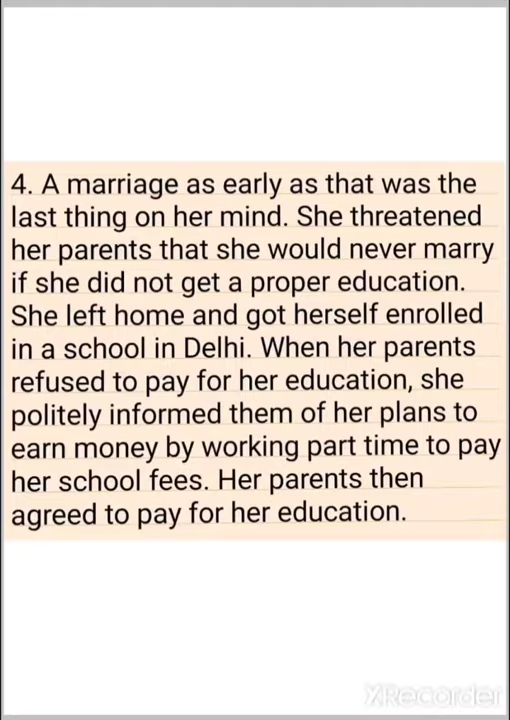 4. A marriage as early as that was the
last thing on her mind. She threatened
her parents that she would never marry
if she did not get a proper education.
She left home and got herself enrolled
in a school in Delhi. When her parents
refused to pay for her education, she
politely informed them of her plans to
earn money by working part time to pay
her school fees. Her parents then
agreed to pay for her education.
XRecorder